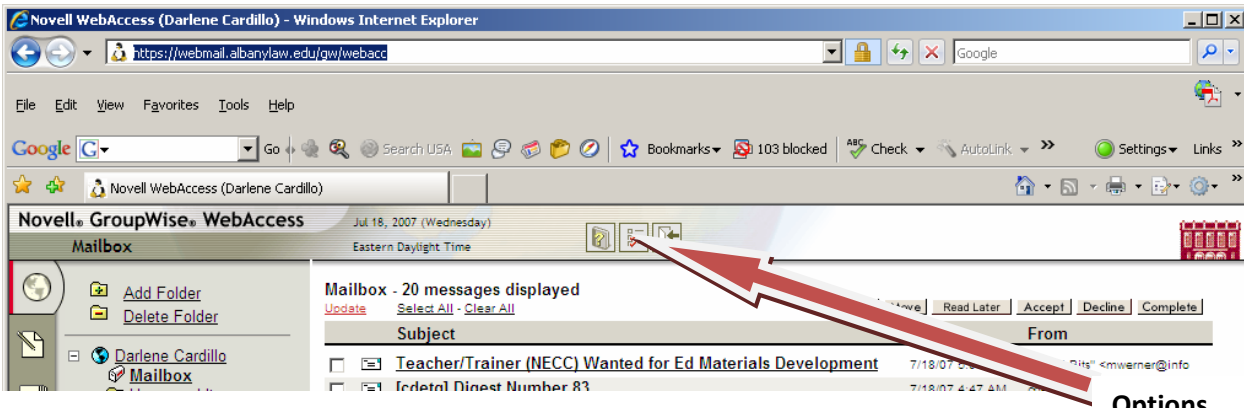 Novell WebAccess (Darlene Cardillo) - Windows Internet Explorer
https://webmail.albanylaw.edu/gw/webacc
Google
File Edit View Favorites Tools Help
Google G Go Search USA Bookmarks 103 blocked ABC Check AutoLink » Settings Links »
Novell WebAccess (Darlene Cardillo) »
Novell® GroupWise® WebAccess Jul 18, 2007 (Wednesday)
Mailbox Eastern Daylight Time
Add Folder Mailbox - 20 messages displayed
Delete Folder Update Select All - Clear All Read Later Accept Decline Complete
Subject From
Darlene Cardillo Teacher/Trainer (NECC) Wanted for Ed Materials Development 7/18/07 Bits" <mwerner@info
Mailbox [cdetg] Digest Number 83 7/18/07 4:47 AM
Options